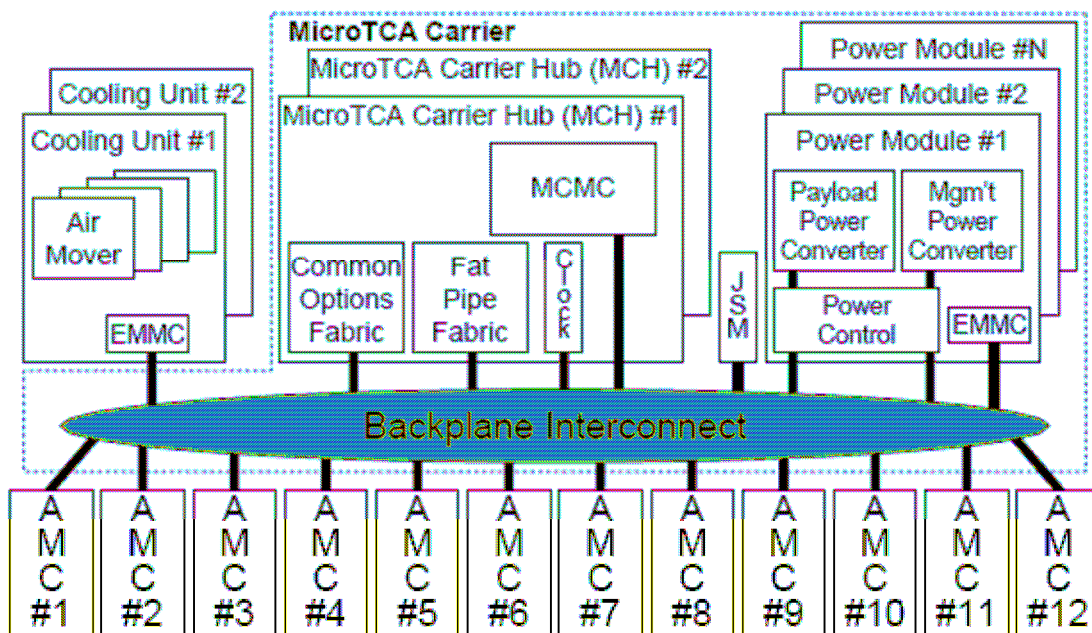 MicroTCA Carrier
Cooling Unit #2
Cooling Unit #1
Air
Mover
EMMC
MicroTCA Carrier Hub (MCH) #2
MicroTCA Carrier Hub (MCH) #1
MCMC
Common
Options
Fabric
Fat
Pipe
Fabric
Clock
JSM
Power Module #N
Power Module #2
Power Module #1
Payload
Power
Converter
Mgm't
Power
Converter
Power
Control
EMMC
Backplane Interconnect
AMC #1
AMC #2
AMC #3
AMC #4
AMC #5
AMC #6
AMC #7
AMC #8
AMC #9
AMC #10
AMC #11
AMC #12